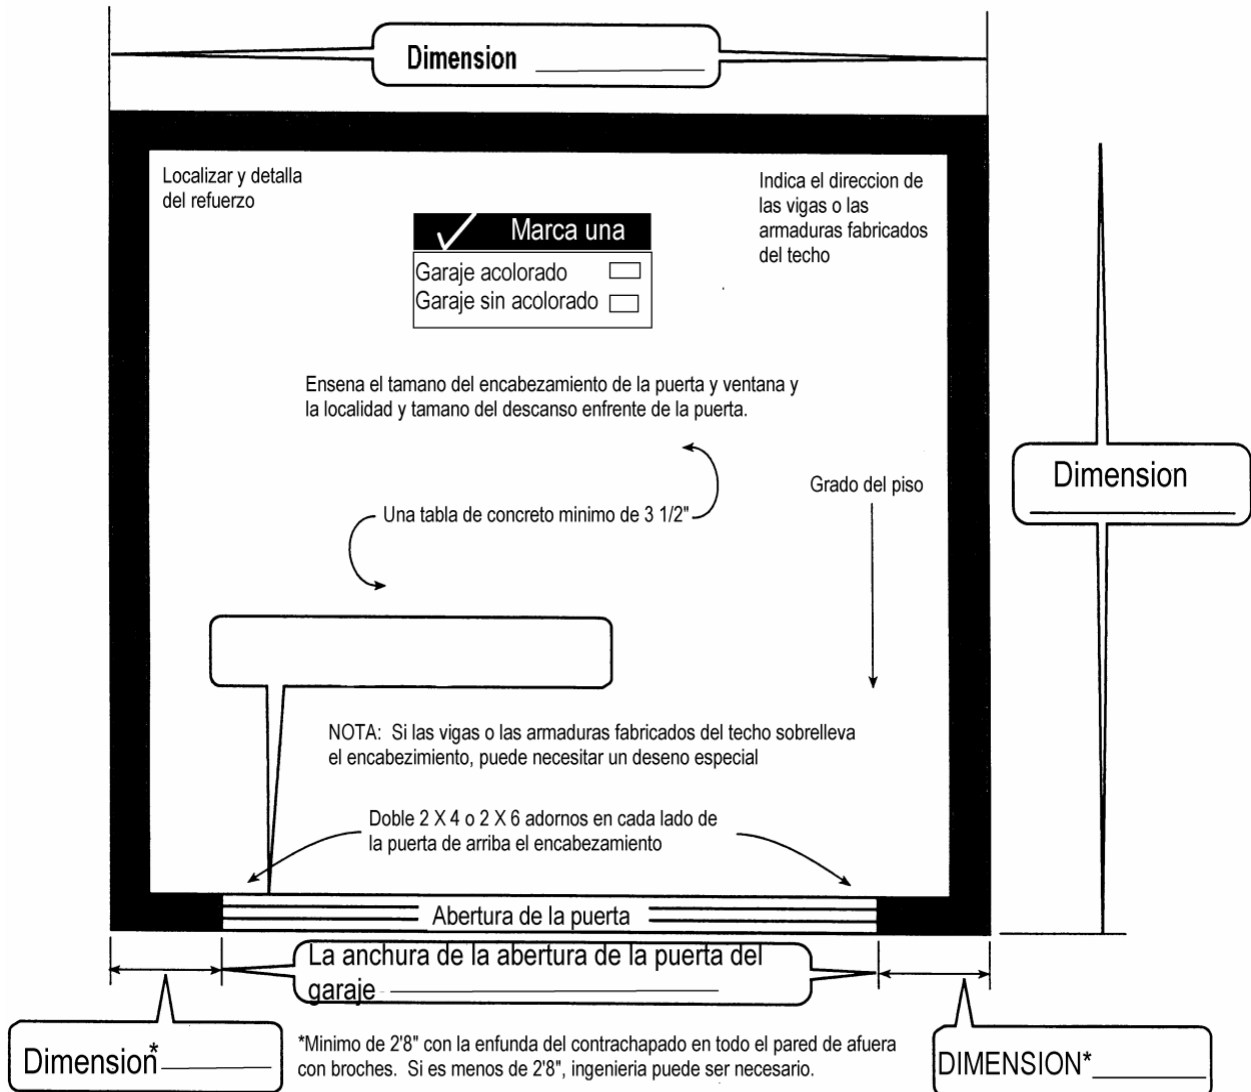 Dimension
Localizar y detalla
del refuerzo
Indica el direccion de
las vigas o las
armaduras fabricados
del techo
Marca una
Garaje acolorado
Garaje sin acolorado
Ensena el tamano del encabezamiento de la puerta y ventana y
la localidad y tamano del descanso enfrente de la puerta.
Dimension
Grado del piso
Una tabla de concreto minimo de 3 1/2"
NOTA: Si las vigas o las armaduras fabricados del techo sobrelleva
el encabezimiento, puede necesitar un deseno especial
Doble 2 X 4 o 2 X 6 adornos en cada lado de
la puerta de arriba el encabezamiento
Abertura de la puerta
La anchura de la abertura de la puerta del
garaje
Dimension*
*Minimo de 2'8" con la enfunda del contrachapado en todo el pared de afuera
con broches. Si es menos de 2'8", ingenieria puede ser necesario.
DIMENSION*